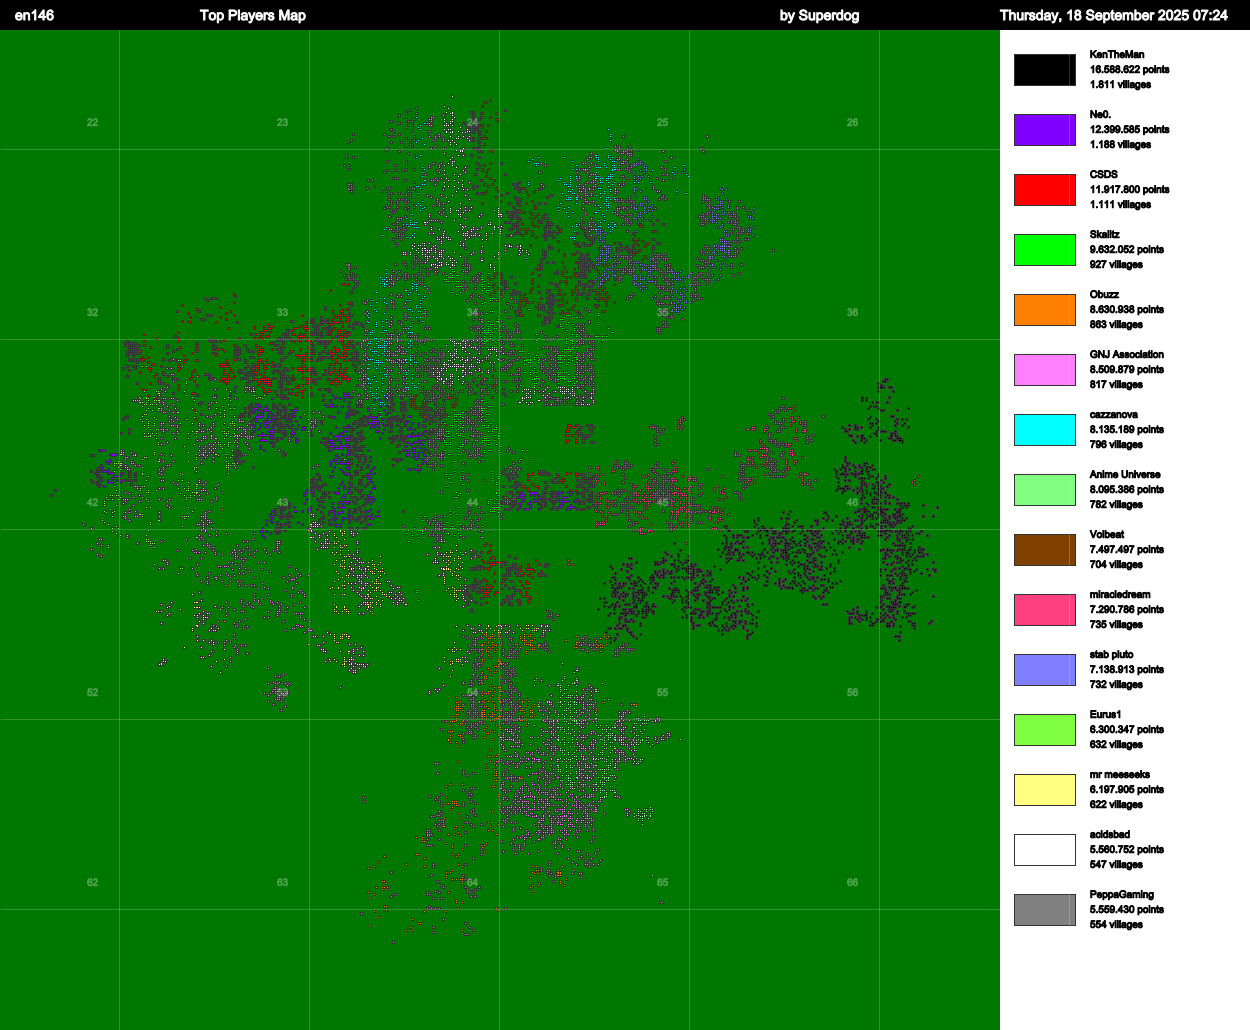 en146 Top Players Map by Superdog Thursday, 18 September 2025 07:24
KenTheMan
16.588.622 points
1.811 villages
Ne0.
12.399.585 points
1.188 villages
CSDS
11.917.800 points
1.111 villages
Skalitz
9.632.052 points
927 villages
Obuzz
8.630.938 points
863 villages
GNJ Association
8.509.879 points
817 villages
cazzanova
8.135.189 points
796 villages
Anime Universe
8.095.386 points
782 villages
Volbeat
7.497.497 points
704 villages
miracledream
7.290.786 points
735 villages
stab pluto
7.138.913 points
732 villages
Eurus1
6.300.347 points
632 villages
mr meeseeks
6.197.905 points
622 villages
acidsbad
5.560.752 points
547 villages
PeppaGaming
5.559.430 points
554 villages
22 23 24 25 26
32 33 34 35 36
42 43 44 45 46
52 53 54 55 56
62 63 64 65 66